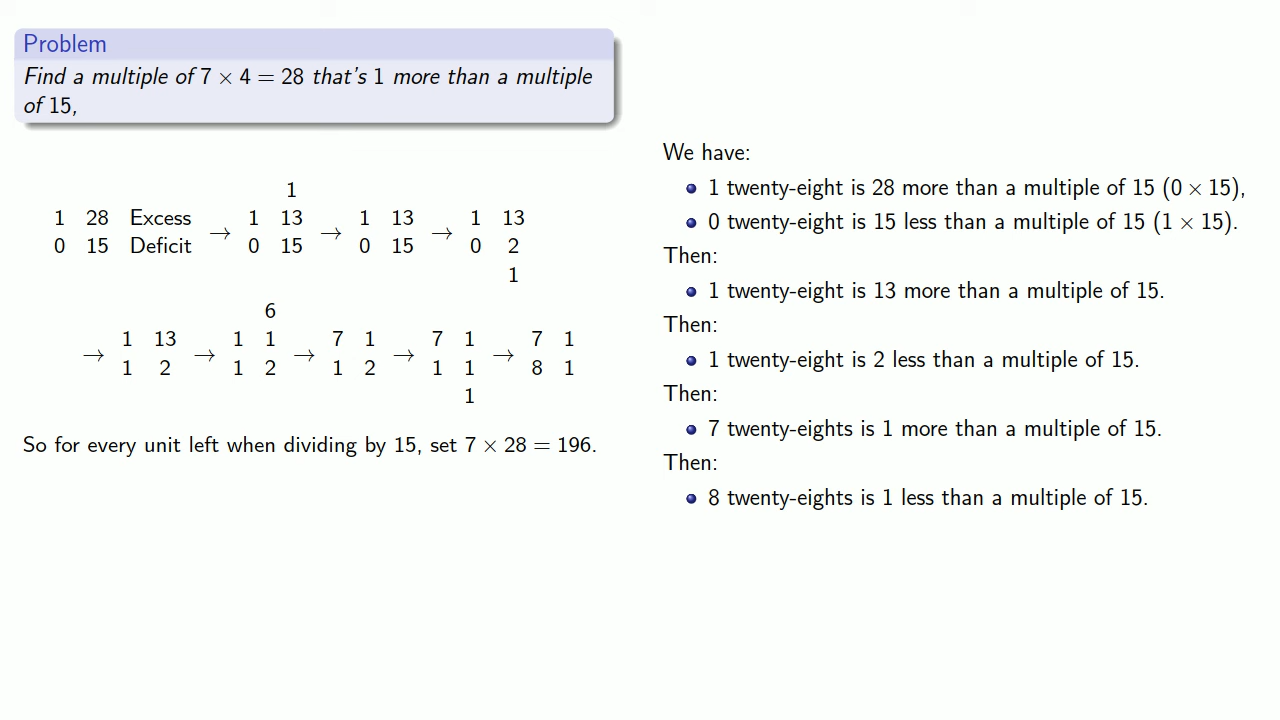 Problem
Find a multiple of 7 × 4 = 28 that's 1 more than a multiple
of 15,
1
1 28 Excess → 1 13 → 1 13 → 1 13
0 15 Deficit 0 15 0 15 0 2
1
6
→ 1 13 → 1 1 → 7 1 → 7 1 → 7 1
1 2 1 2 1 2 1 1 8 1
1
So for every unit left when dividing by 15, set 7 × 28 = 196.
We have:
• 1 twenty-eight is 28 more than a multiple of 15 (0 × 15),
• 0 twenty-eight is 15 less than a multiple of 15 (1 × 15).
Then:
• 1 twenty-eight is 13 more than a multiple of 15.
Then:
• 1 twenty-eight is 2 less than a multiple of 15.
Then:
• 7 twenty-eights is 1 more than a multiple of 15.
Then:
• 8 twenty-eights is 1 less than a multiple of 15.